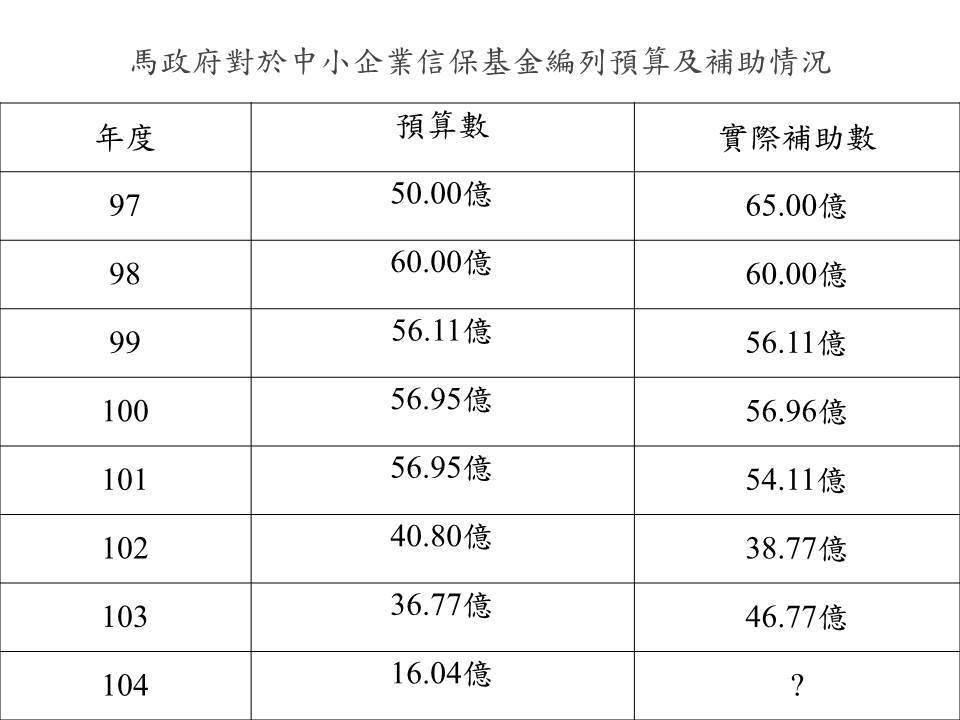 馬政府對於中小企業信保基金編列預算及補助情況
年度 預算數 實際補助數
97 50.00億 65.00億
98 60.00億 60.00億
99 56.11億 56.11億
100 56.95億 56.96億
101 56.95億 54.11億
102 40.80億 38.77億
103 36.77億 46.77億
104 16.04億 ?